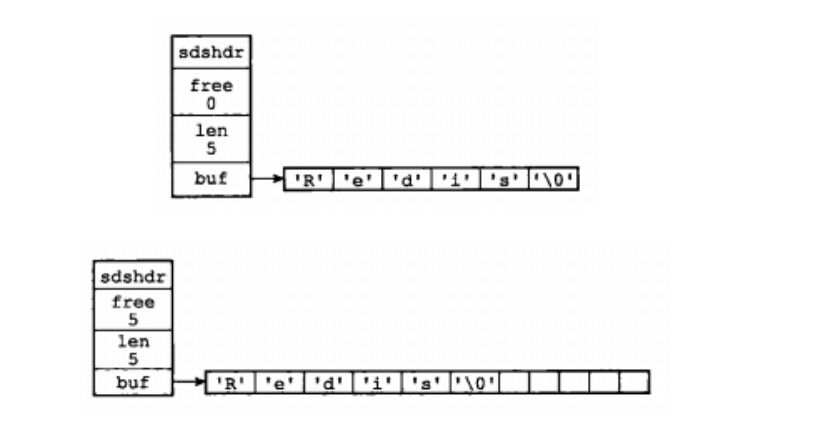 sdshdr
free
0
len
5
buf 'R' 'e' 'd' 'i' 's' '\0'
sdshdr
free
5
len
5
buf 'R' 'e' 'd' 'i' 's' '\0'